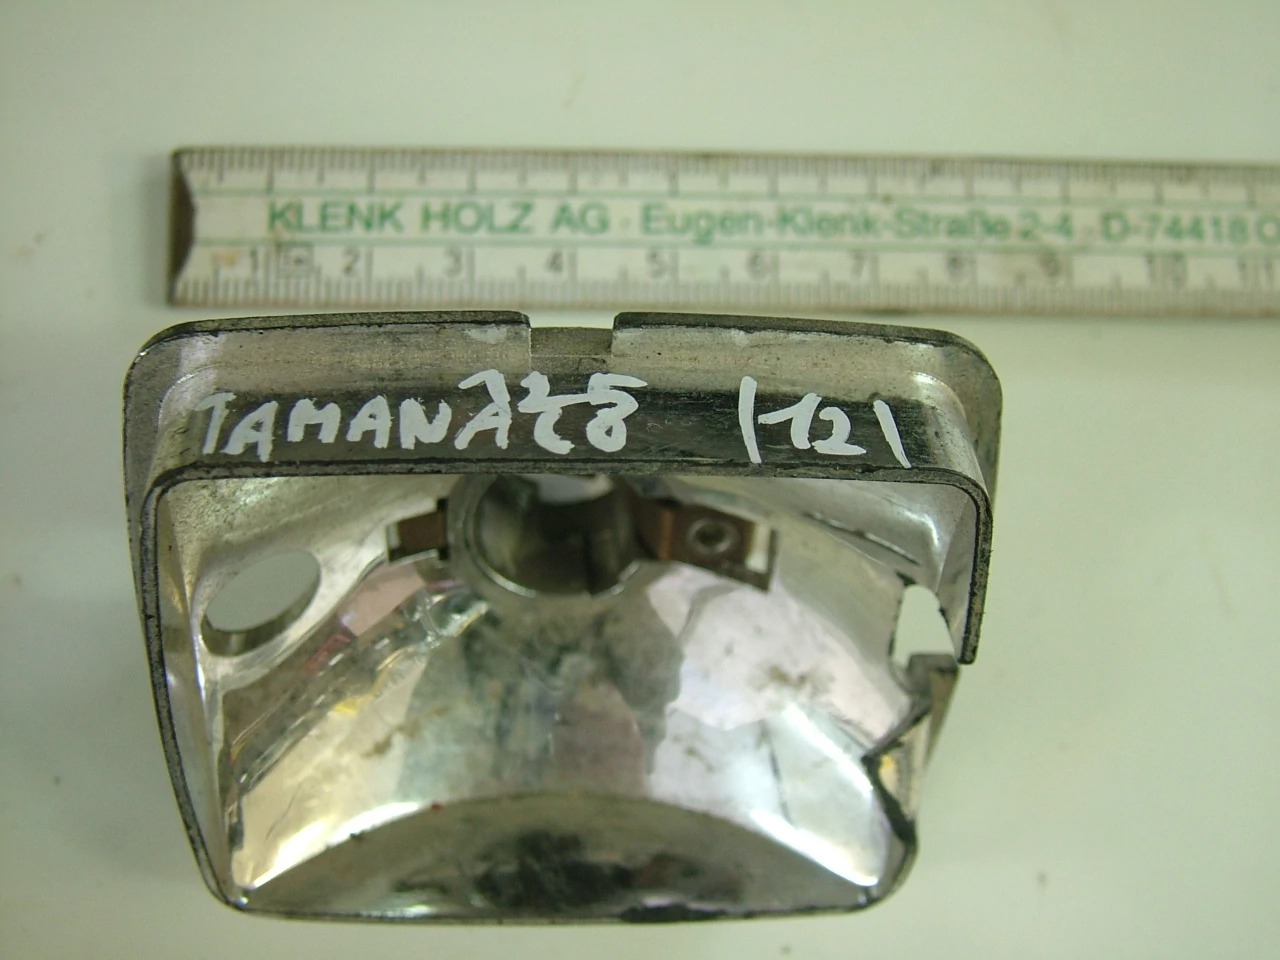 KLENK HOLZ AG · Eugen-Klenk-Straße 2-4 · D-74418 O
1 2 3 4 5 6 7 8 9 10 11
TAMANA
|12|